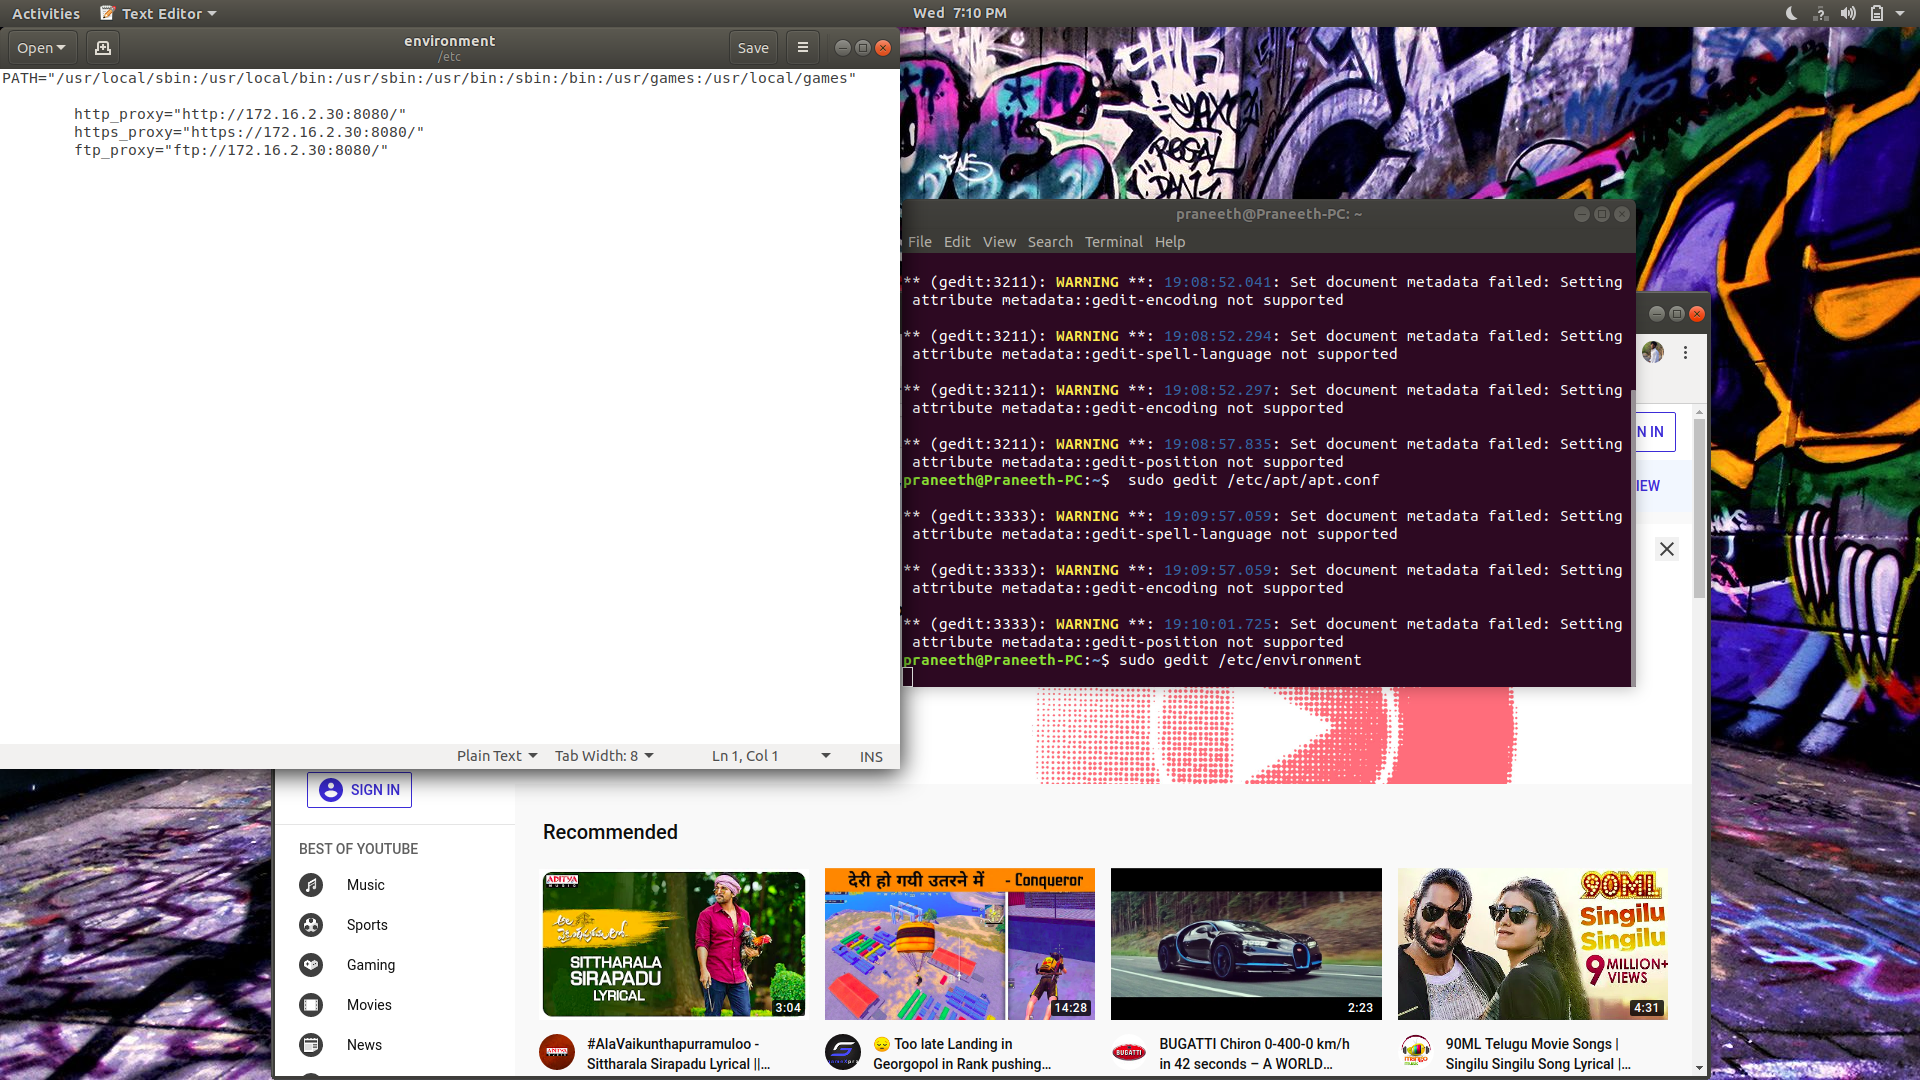 Activities
Text Editor
Wed 7:10 PM
Open
environment
/etc
Save
PATH="/usr/local/sbin:/usr/local/bin:/usr/sbin:/usr/bin:/sbin:/bin:/usr/games:/usr/local/games"
http_proxy="http://172.16.2.30:8080/"
https_proxy="https://172.16.2.30:8080/"
ftp_proxy="ftp://172.16.2.30:8080/"
Plain Text
Tab Width: 8
Ln 1, Col 1
INS
praneeth@Praneeth-PC: ~
File Edit View Search Terminal Help
** (gedit:3211): WARNING **: 19:08:52.041: Set document metadata failed: Setting
attribute metadata::gedit-encoding not supported
** (gedit:3211): WARNING **: 19:08:52.294: Set document metadata failed: Setting
attribute metadata::gedit-spell-language not supported
** (gedit:3211): WARNING **: 19:08:52.297: Set document metadata failed: Setting
attribute metadata::gedit-encoding not supported
** (gedit:3211): WARNING **: 19:08:57.835: Set document metadata failed: Setting
attribute metadata::gedit-position not supported
praneeth@Praneeth-PC:~$  sudo gedit /etc/apt/apt.conf
** (gedit:3333): WARNING **: 19:09:57.059: Set document metadata failed: Setting
attribute metadata::gedit-spell-language not supported
** (gedit:3333): WARNING **: 19:09:57.059: Set document metadata failed: Setting
attribute metadata::gedit-encoding not supported
** (gedit:3333): WARNING **: 19:10:01.725: Set document metadata failed: Setting
attribute metadata::gedit-position not supported
praneeth@Praneeth-PC:~$ sudo gedit /etc/environment
N IN
IEW
SIGN IN
BEST OF YOUTUBE
Music
Sports
Gaming
Movies
News
Recommended
ADITYA
MUSIC
SITTHARALA
SIRAPADU
LYRICAL
3:04
#AlaVaikunthapurramuloo -
Sittharala Sirapadu Lyrical ||...
देरी हो गयी उतरने में - Conqueror
14:28
Too late Landing in
Georgopol in Rank pushing...
2:23
BUGATTI
BUGATTI Chiron 0-400-0 km/h
in 42 seconds – A WORLD...
90ML
Singilu
Singilu
9 MILLION+
VIEWS
4:31
mango
90ML Telugu Movie Songs |
Singilu Singilu Song Lyrical |...